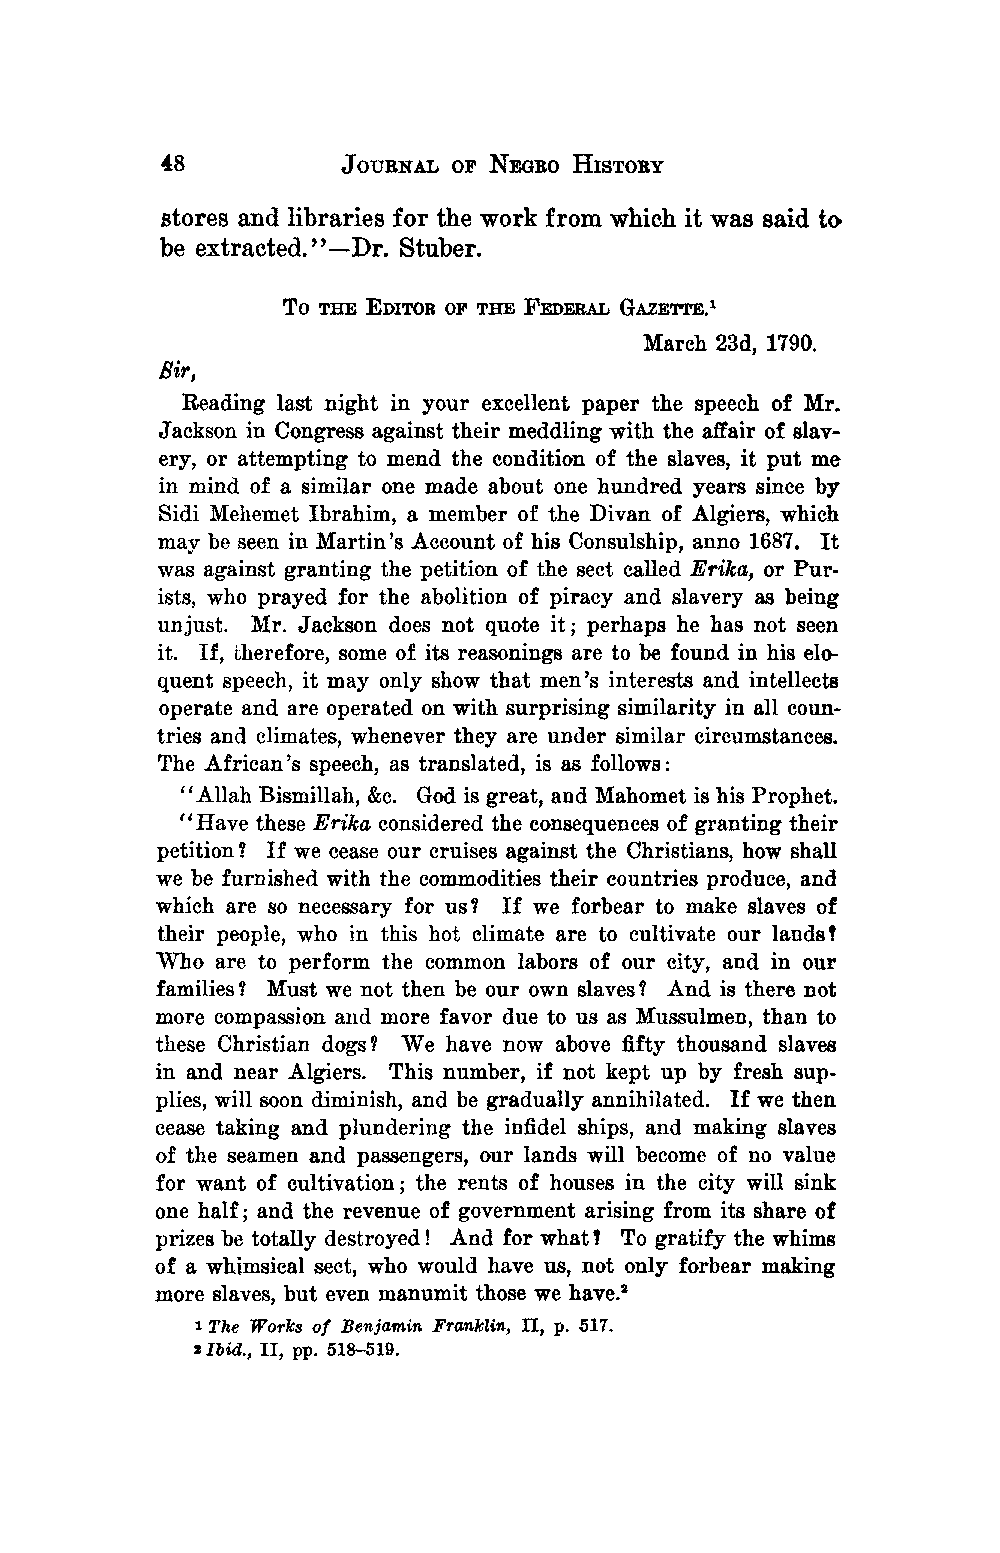 48 JOURNAL OF NEGRO HISTORY
stores and libraries for the work from which it was said to
be extracted."—Dr. Stuber.
TO THE EDITOR OF THE FEDERAL GAZETTE.¹
March 23d, 1790.
Sir,
Reading last night in your excellent paper the speech of Mr.
Jackson in Congress against their meddling with the affair of slav-
ery, or attempting to mend the condition of the slaves, it put me
in mind of a similar one made about one hundred years since by
Sidi Mehemet Ibrahim, a member of the Divan of Algiers, which
may be seen in Martin's Account of his Consulship, anno 1687. It
was against granting the petition of the sect called Erika, or Pur-
ists, who prayed for the abolition of piracy and slavery as being
unjust. Mr. Jackson does not quote it; perhaps he has not seen
it. If, therefore, some of its reasonings are to be found in his elo-
quent speech, it may only show that men's interests and intellects
operate and are operated on with surprising similarity in all coun-
tries and climates, whenever they are under similar circumstances.
The African's speech, as translated, is as follows:
"Allah Bismillah, &c. God is great, and Mahomet is his Prophet.
"Have these Erika considered the consequences of granting their
petition? If we cease our cruises against the Christians, how shall
we be furnished with the commodities their countries produce, and
which are so necessary for us? If we forbear to make slaves of
their people, who in this hot climate are to cultivate our lands?
Who are to perform the common labors of our city, and in our
families? Must we not then be our own slaves? And is there not
more compassion and more favor due to us as Mussulmen, than to
these Christian dogs? We have now above fifty thousand slaves
in and near Algiers. This number, if not kept up by fresh sup-
plies, will soon diminish, and be gradually annihilated. If we then
cease taking and plundering the infidel ships, and making slaves
of the seamen and passengers, our lands will become of no value
for want of cultivation; the rents of houses in the city will sink
one half; and the revenue of government arising from its share of
prizes be totally destroyed! And for what? To gratify the whims
of a whimsical sect, who would have us, not only forbear making
more slaves, but even manumit those we have.²
¹ The Works of Benjamin Franklin, II, p. 517.
² Ibid., II, pp. 518–519.